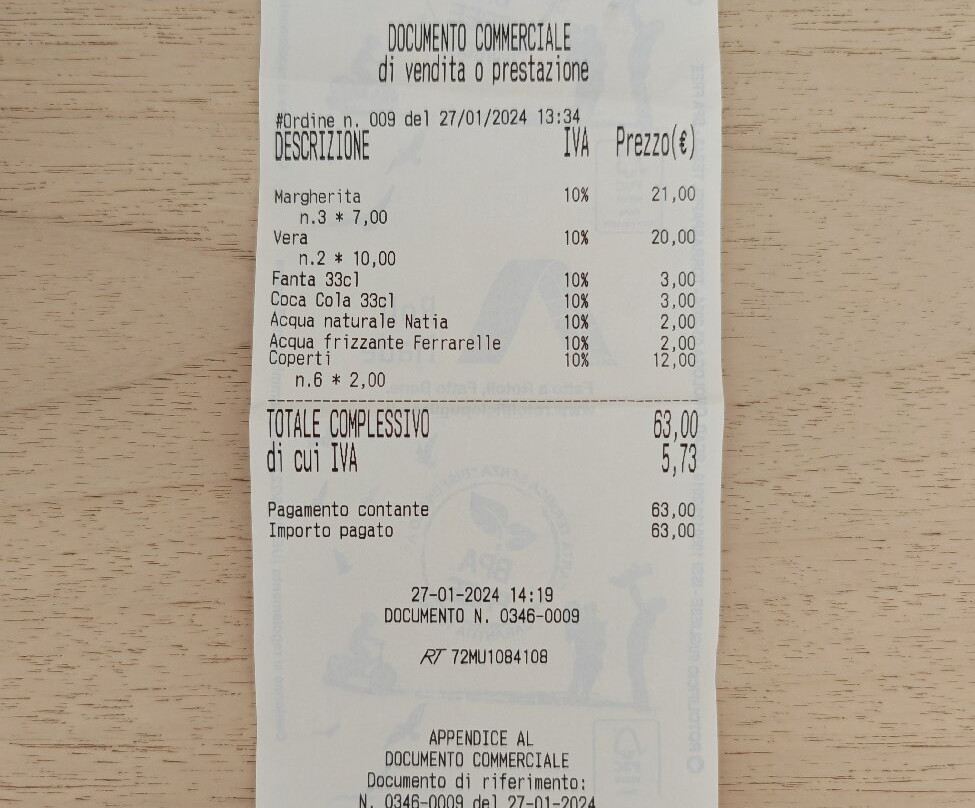 DOCUMENTO COMMERCIALE
di vendita o prestazione
#Ordine n. 009 del 27/01/2024 13:34
DESCRIZIONE IVA Prezzo(€)
Margherita 10% 21,00
n.3 * 7,00
Vera 10% 20,00
n.2 * 10,00
Fanta 33cl 10% 3,00
Coca Cola 33cl 10% 3,00
Acqua naturale Natia 10% 2,00
Acqua frizzante Ferrarelle 10% 2,00
Coperti 10% 12,00
n.6 * 2,00
TOTALE COMPLESSIVO 63,00
di cui IVA 5,73
Pagamento contante 63,00
Importo pagato 63,00
27-01-2024 14:19
DOCUMENTO N. 0346-0009
RT 72MU1084108
APPENDICE AL
DOCUMENTO COMMERCIALE
Documento di riferimento:
N. 0346-0009 del 27-01-2024